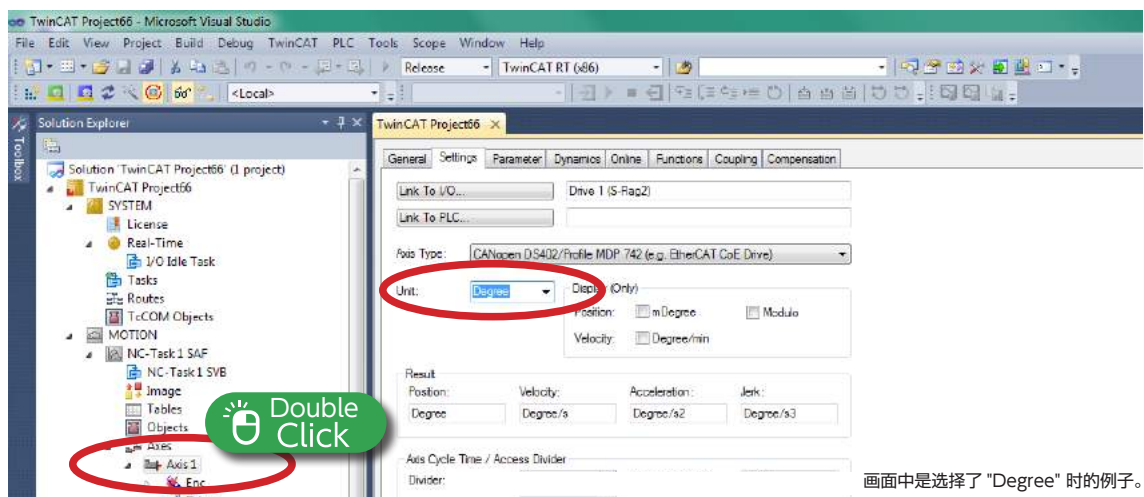 TwinCAT Project66 - Microsoft Visual Studio
File Edit View Project Build Debug TwinCAT PLC Tools Scope Window Help
Release TwinCAT RT (x86)
<Local>
Toolbox
Solution Explorer
TwinCAT Project66
Solution 'TwinCAT Project66' (1 project)
TwinCAT Project66
SYSTEM
License
Real-Time
I/O Idle Task
Tasks
Routes
TcCOM Objects
MOTION
NC-Task 1 SAF
NC-Task 1 SVB
Image
Tables
Objects
Axes
Axis 1
Enc
Double
Click
General Settings Parameter Dynamics Online Functions Coupling Compensation
Link To I/O... Drive 1 (S-Rag2)
Link To PLC...
Axis Type: CANopen DS402/Profile MDP 742 (e.g. EtherCAT CoE Drive)
Unit: Degree Display (Only)
Position: mDegree Modulo
Velocity: Degree/min
Result
Position: Velocity: Acceleration: Jerk:
Degree Degree/s Degree/s2 Degree/s3
Axis Cycle Time / Access Divider
Divider:
画面中是选择了 "Degree" 时的例子。